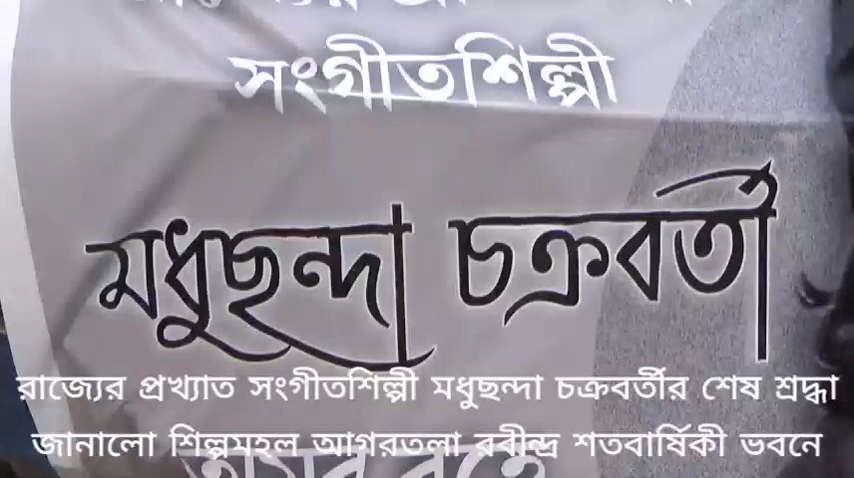 সংগীতশিল্পী
মধুছন্দা চক্রবর্তী
রাজ্যের প্রখ্যাত সংগীতশিল্পী মধুছন্দা চক্রবর্তীর শেষ শ্রদ্ধা
জানালো শিল্পমহল আগরতলা রবীন্দ্র শতবার্ষিকী ভবনে